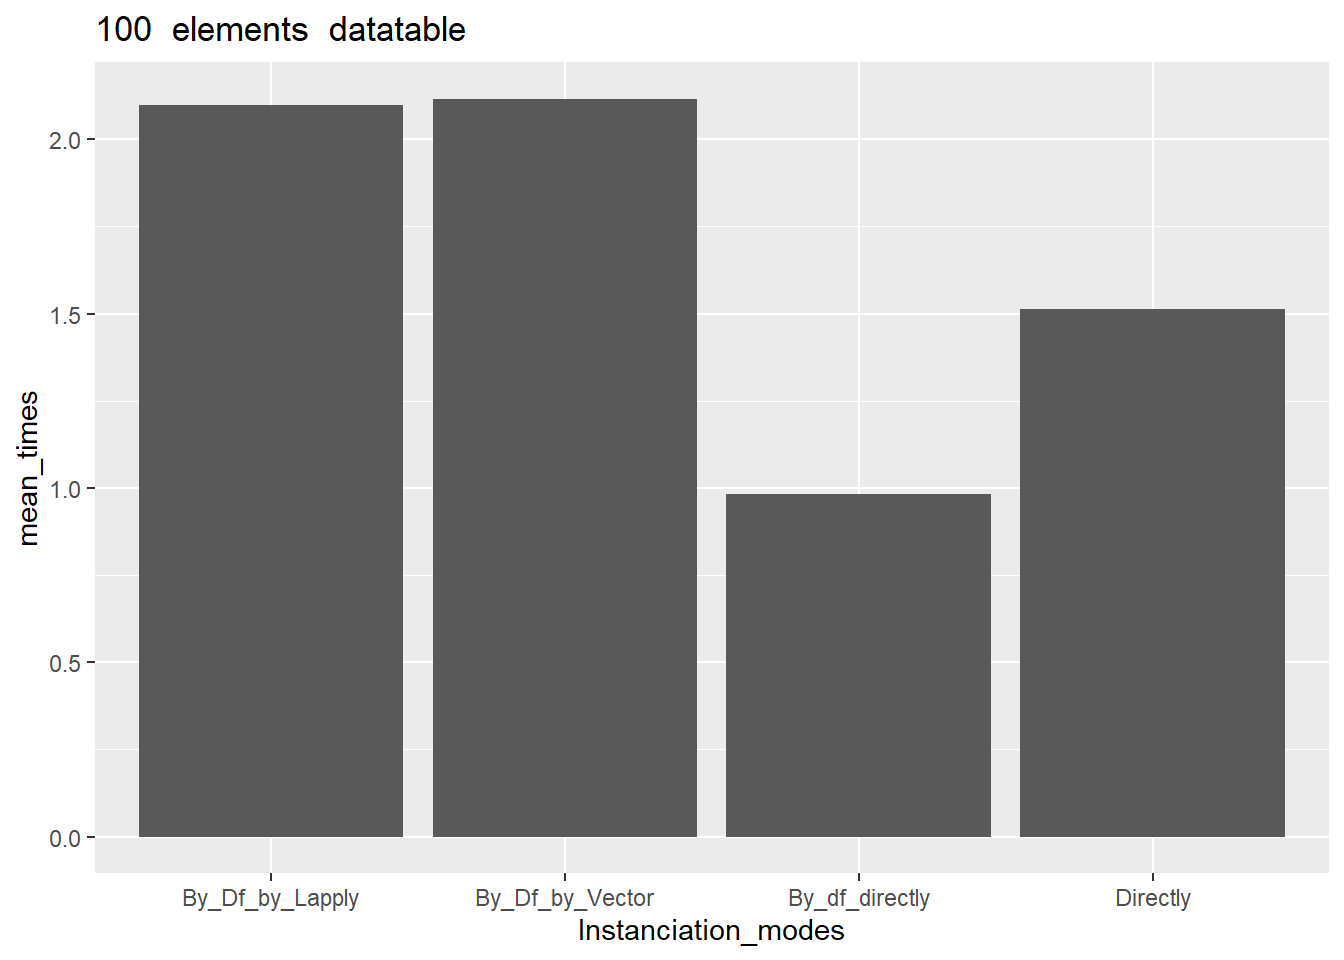 100 elements datatable
mean_times
2.0
1.5
1.0
0.5
0.0
By_Df_by_Lapply By_Df_by_Vector By_df_directly Directly
Instanciation_modes